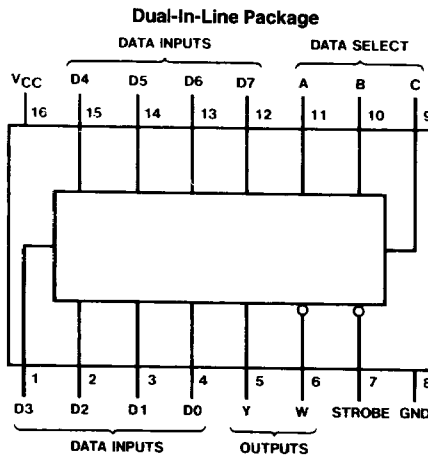 Dual-In-Line Package
DATA INPUTS DATA SELECT
VCC D4 D5 D6 D7 A B C
16 15 14 13 12 11 10 9
1 2 3 4 5 6 7 8
D3 D2 D1 D0 Y W STROBE GND
DATA INPUTS OUTPUTS